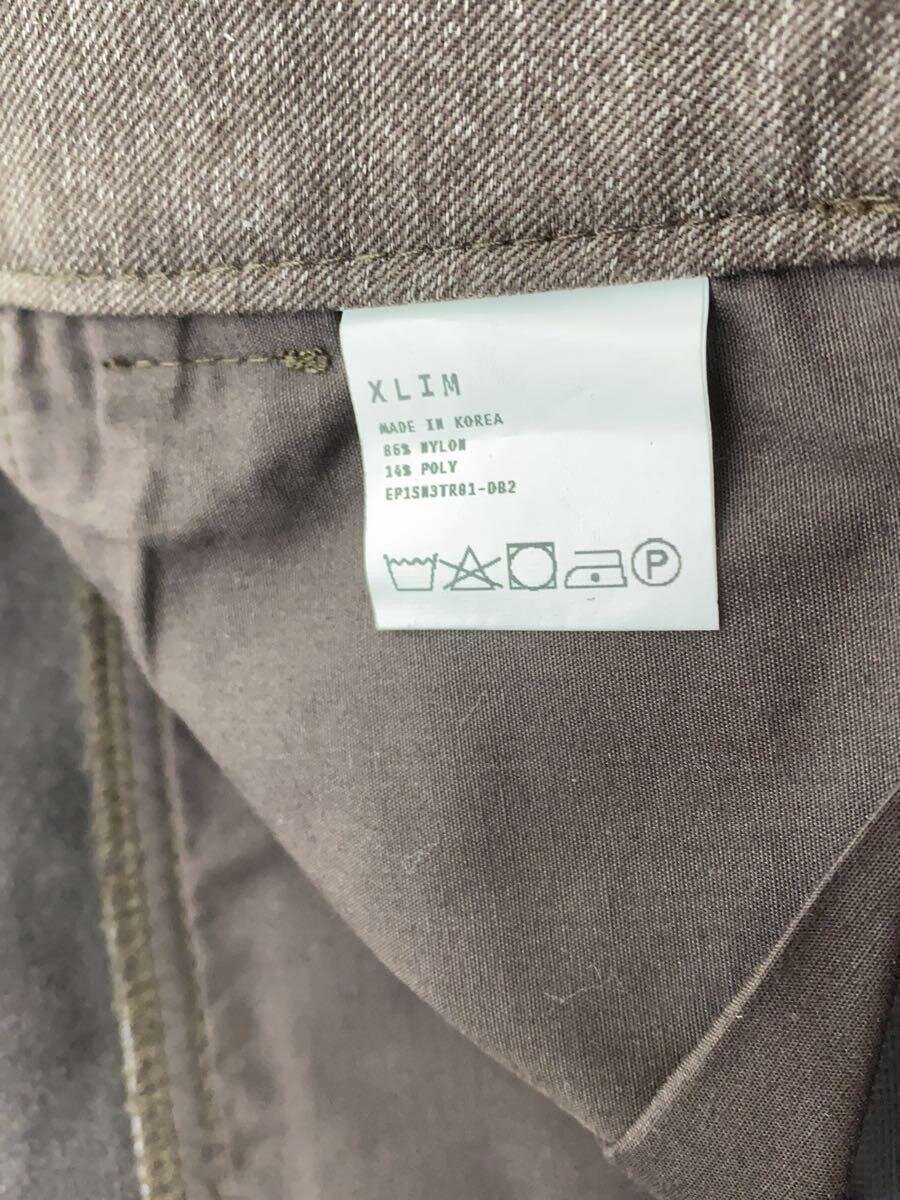 XLIM
MADE IN KOREA
86% NYLON
14% POLY
EP1SN3TR01-DB2
P